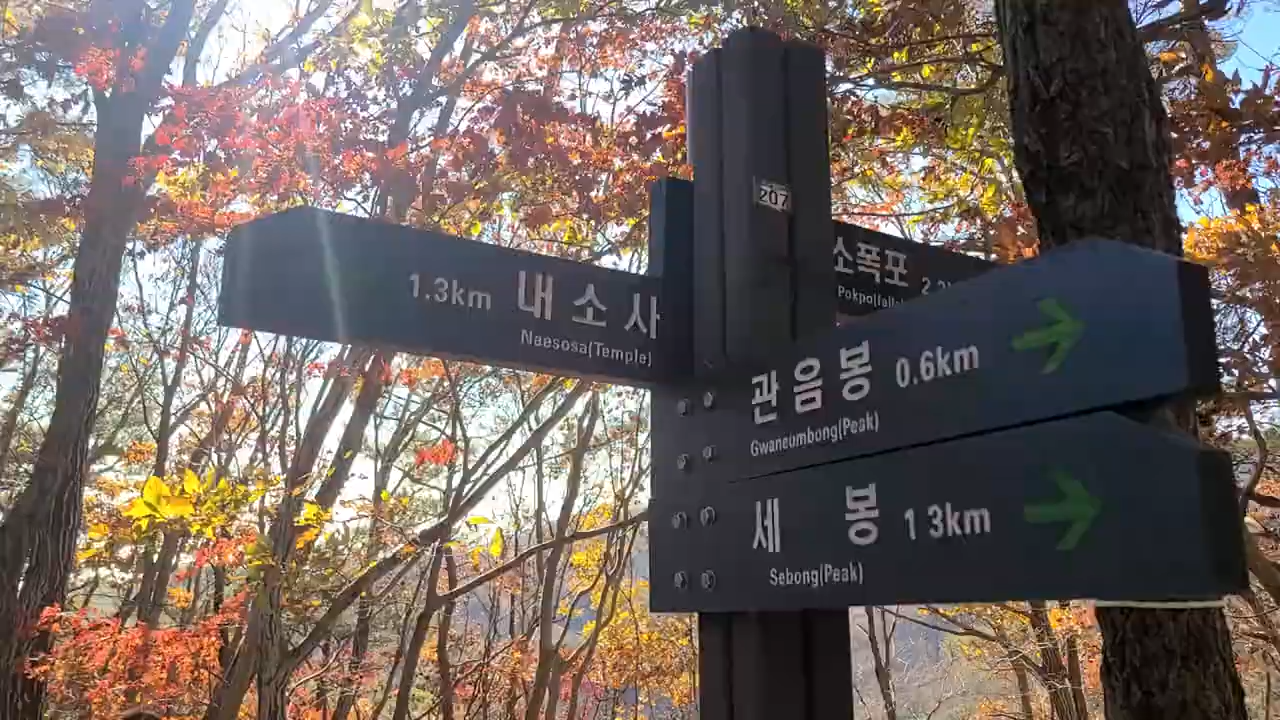 207
1.3km 내소사
Naesosa(Temple)
소폭포
관음봉 0.6km
Gwaneumbong(Peak)
세 봉 1 3km
Sebong(Peak)